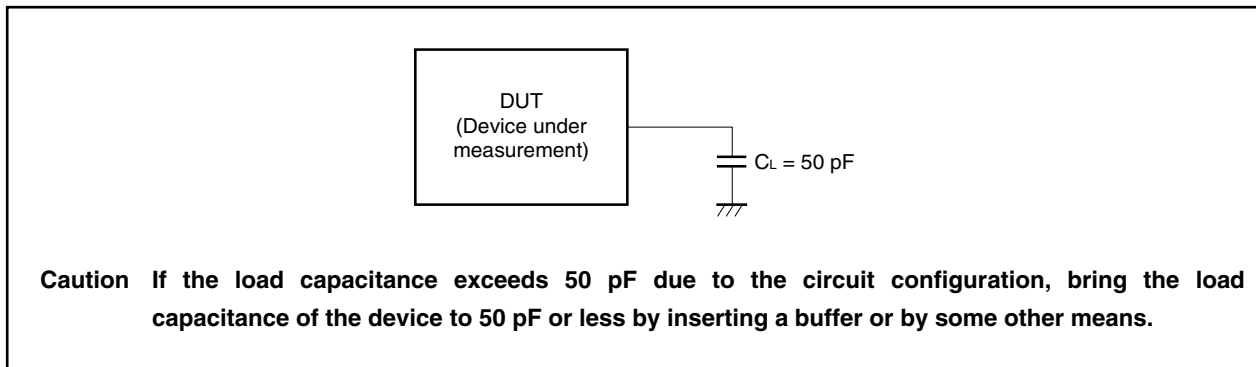 DUT
(Device under
measurement)
CL = 50 pF
Caution If the load capacitance exceeds 50 pF due to the circuit configuration, bring the load
capacitance of the device to 50 pF or less by inserting a buffer or by some other means.